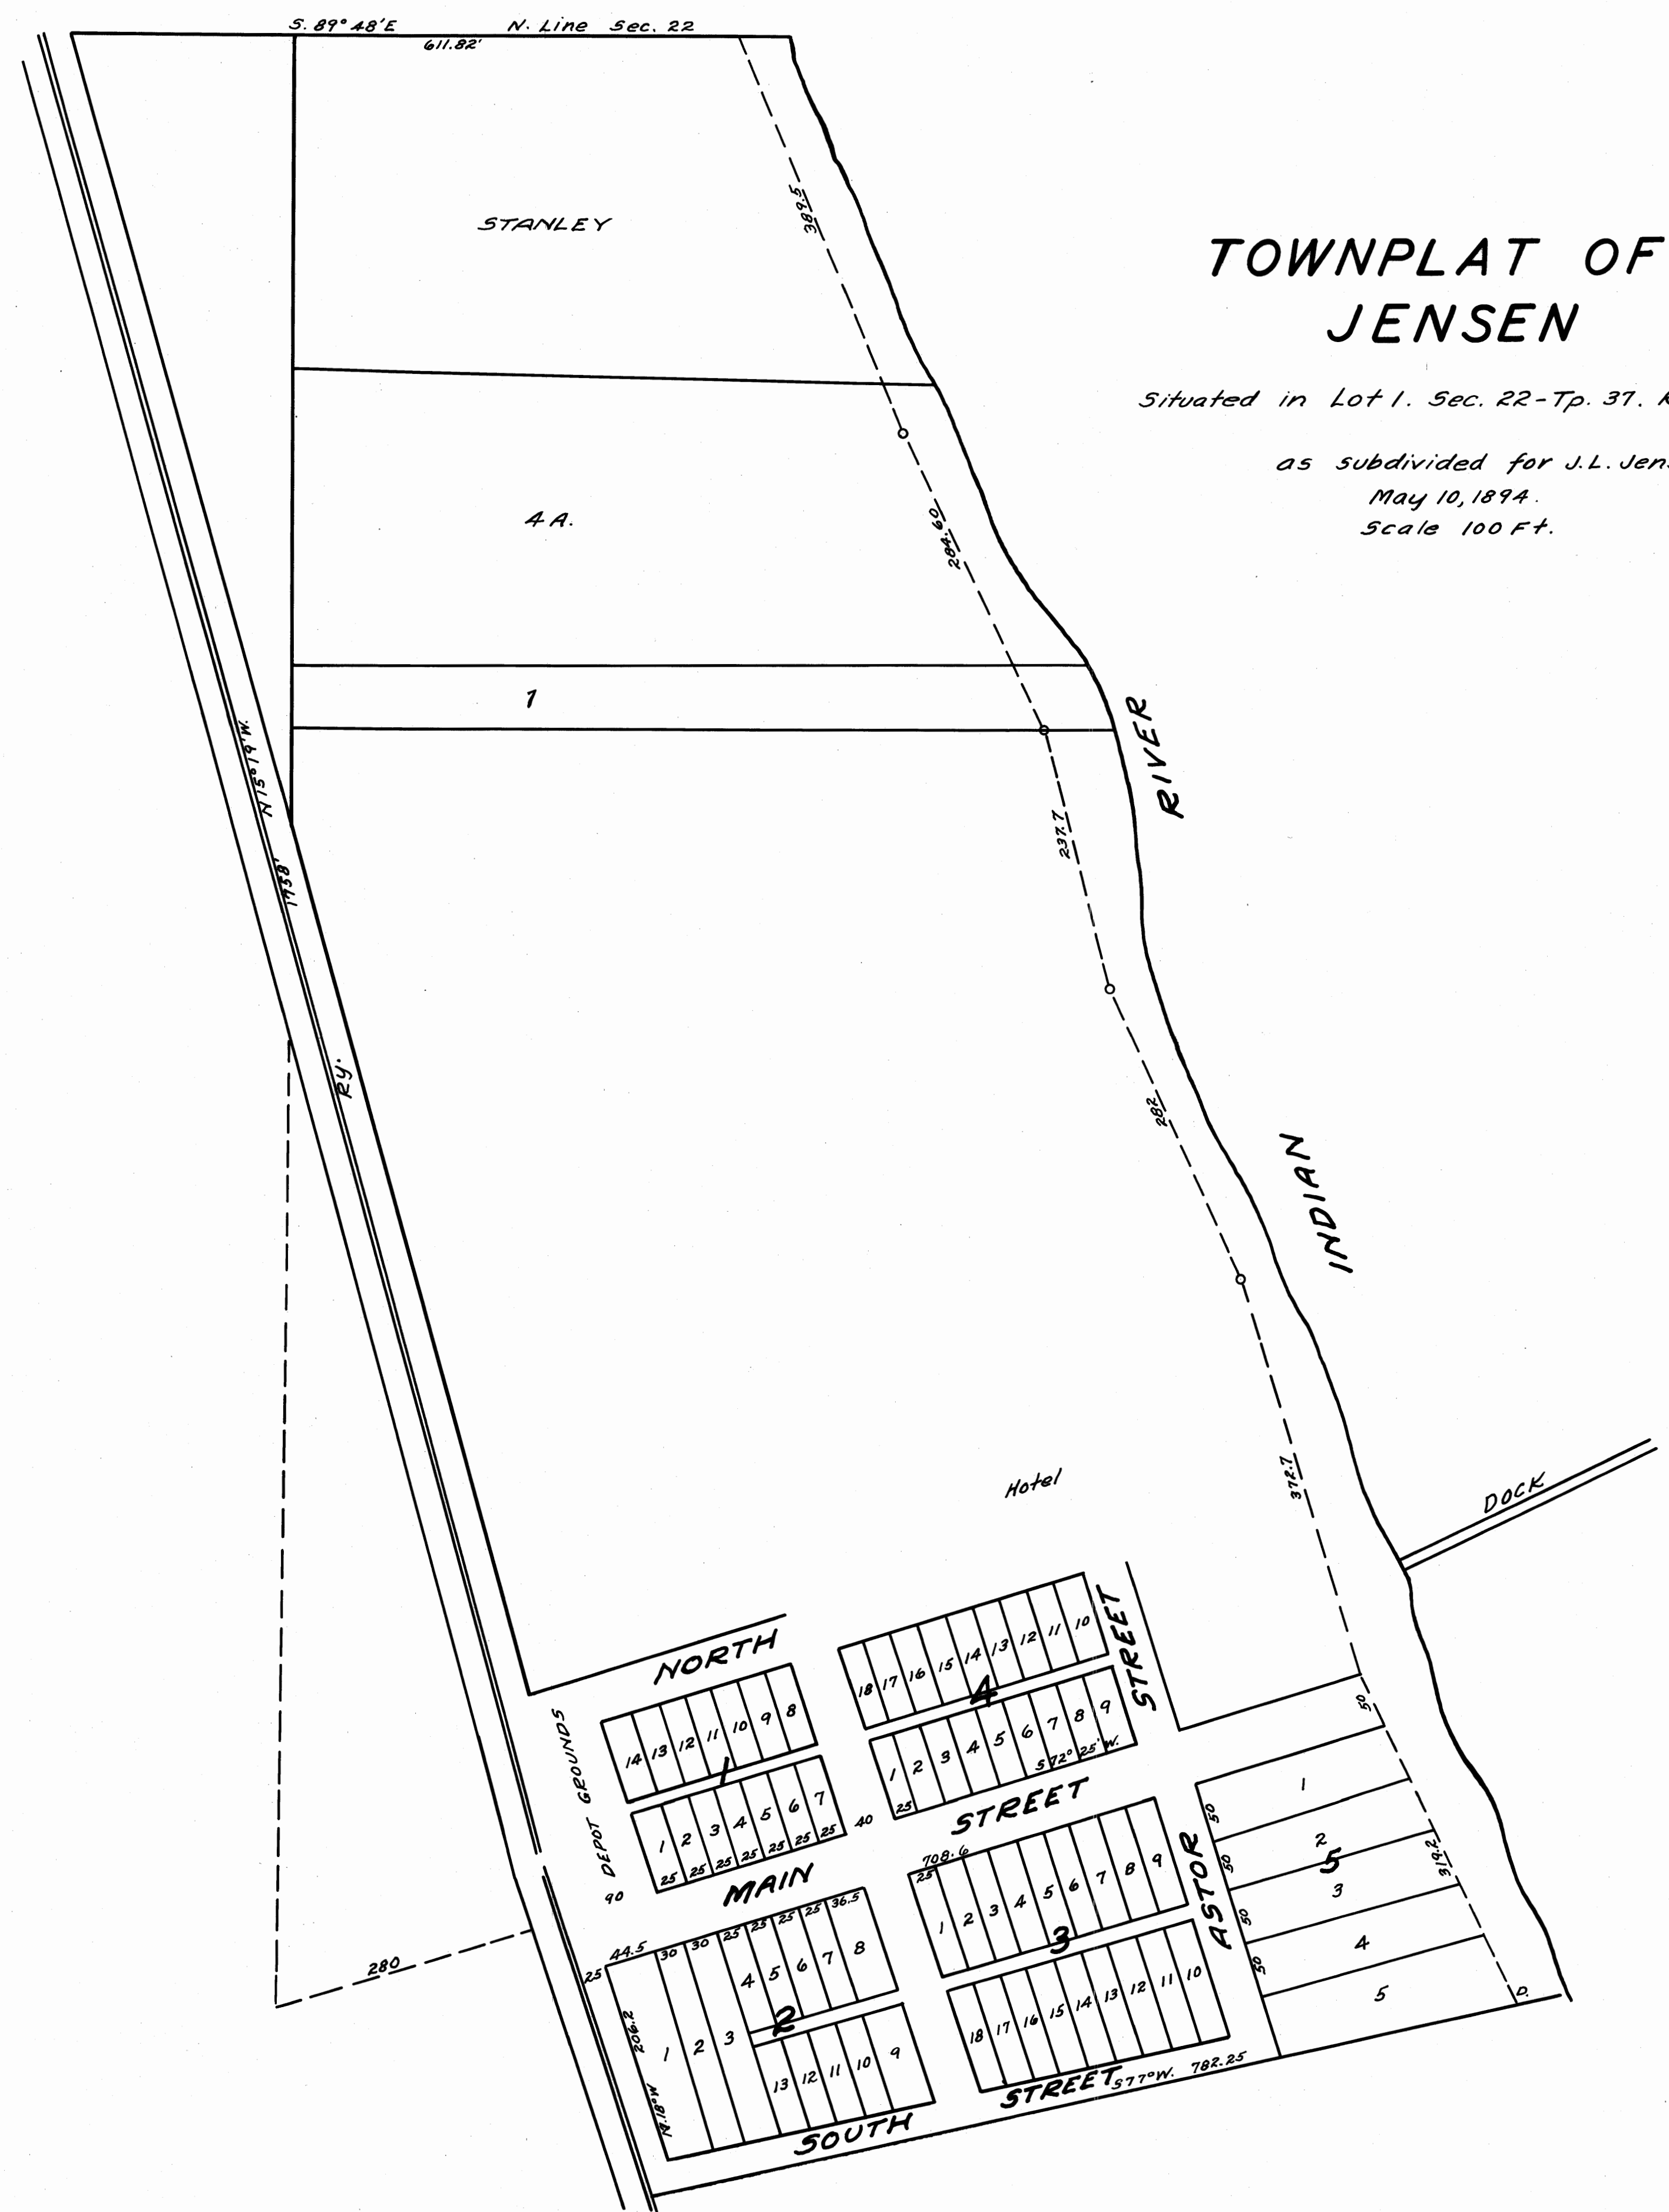 S. 89° 48' E N. Line Sec. 22
611.82'
TOWNPLAT OF
JENSEN
Situated in Lot 1. Sec. 22-Tp. 37.
as subdivided for J.L. Jens
May 10, 1894.
Scale 100 Ft.
STANLEY
389.5
4 A.
284.60
1
RIVER
237.7
N 15° 19' W.
1758'
Ry.
282
INDIAN
372.7
Hotel
DOCK
NORTH
STREET
18 17 16 15 14 13 12 11 10
4
1 2 3 4 5 6 7 8 9
25
S 72° 25' W.
14 13 12 11 10 9 8
1
1 2 3 4 5 6 7
25 25 25 25 25 25 25
40
DEPOT GROUNDS
90
MAIN
STREET
708.6
25
1 2 3 4 5 6 7 8 9
3
18 17 16 15 14 13 12 11 10
ASTOR
50
50 50 50 50
1
2
5
3
4
5
319.2
D.
280
25
44.5 30 30 25 25 25 25 36.5
206.2
N. 18° W.
1 2 3 4 5 6 7 8
2
13 12 11 10 9
SOUTH
STREET
S 77° W. 782.25